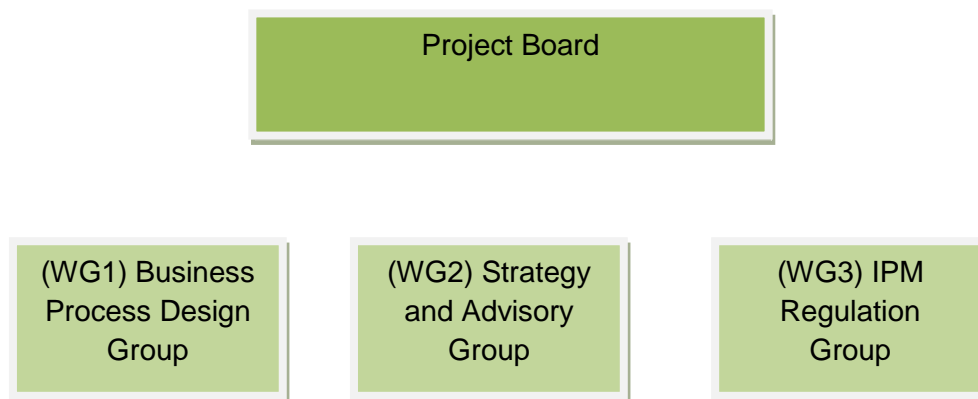 Project Board
(WG1) Business
Process Design
Group
(WG2) Strategy
and Advisory
Group
(WG3) IPM
Regulation
Group